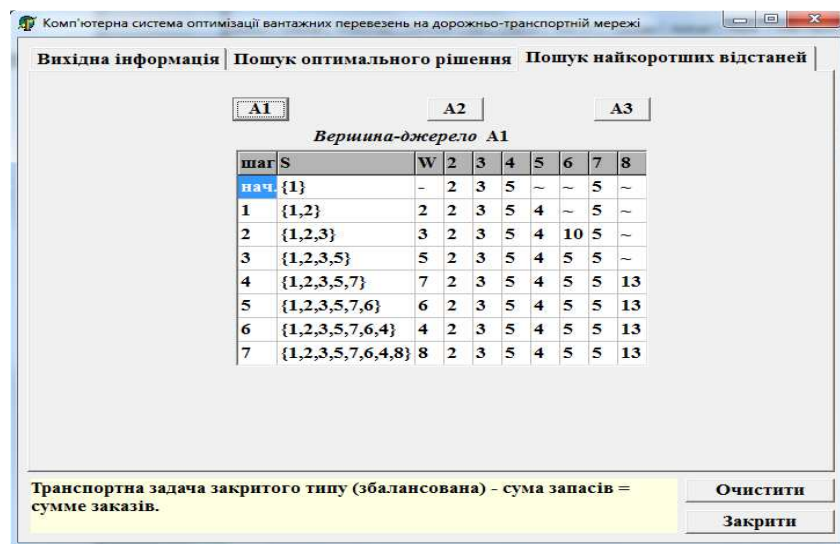 Комп'ютерна система оптимізації вантажних перевезень на дорожньо-транспортній мережі
Вихідна інформація Пошук оптимального рішення Пошук найкоротших відстаней
A1 A2 A3
Вершина-джерело A1
шаг S W 2 3 4 5 6 7 8
нач. {1} - 2 3 5 ~ ~ 5 ~
1 {1,2} 2 2 3 5 4 ~ 5 ~
2 {1,2,3} 3 2 3 5 4 10 5 ~
3 {1,2,3,5} 5 2 3 5 4 5 5 ~
4 {1,2,3,5,7} 7 2 3 5 4 5 5 13
5 {1,2,3,5,7,6} 6 2 3 5 4 5 5 13
6 {1,2,3,5,7,6,4} 4 2 3 5 4 5 5 13
7 {1,2,3,5,7,6,4,8} 8 2 3 5 4 5 5 13
Транспортна задача закритого типу (збалансована) - сума запасів =
сумме заказів.
Очистити
Закрити